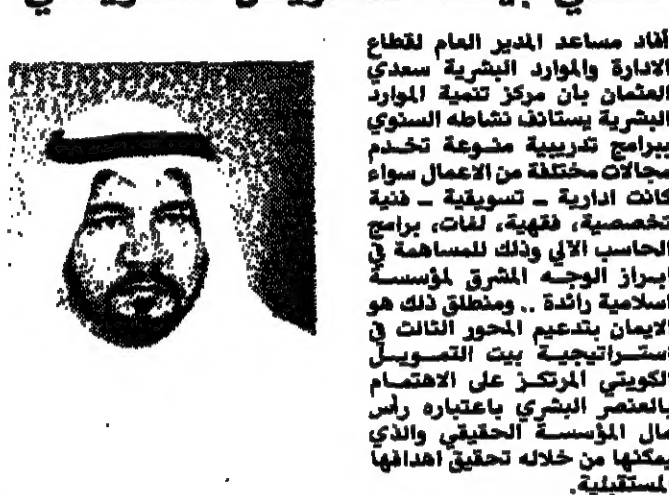 أفاد مساعد المدير العام لقطاع
الادارة والموارد البشرية سعدي
العثمان بان مركز تنمية الموارد
البشرية يستانف نشاطه السنوي
ببرامج تدريبية منوعة تخدم
مجالات مختلفة من الاعمال سواء
كانت ادارية _ تسويقية _ فنية
تخصصية، فقهية، لغات، برامج
الحاسب الالي وذلك للمساهمة في
ابراز الوجه المشرق لمؤسسة
اسلامية رائدة .. ومنطلق ذلك هو
الايمان بتدعيم المحور الثالث في
استراتيجية بيت التمويل
الكويتي المرتكز على الاهتمام
بالعنصر البشري باعتباره رأس
مال المؤسسة الحقيقي والذي
يمكنها من خلاله تحقيق اهدافها
المستقبلية.